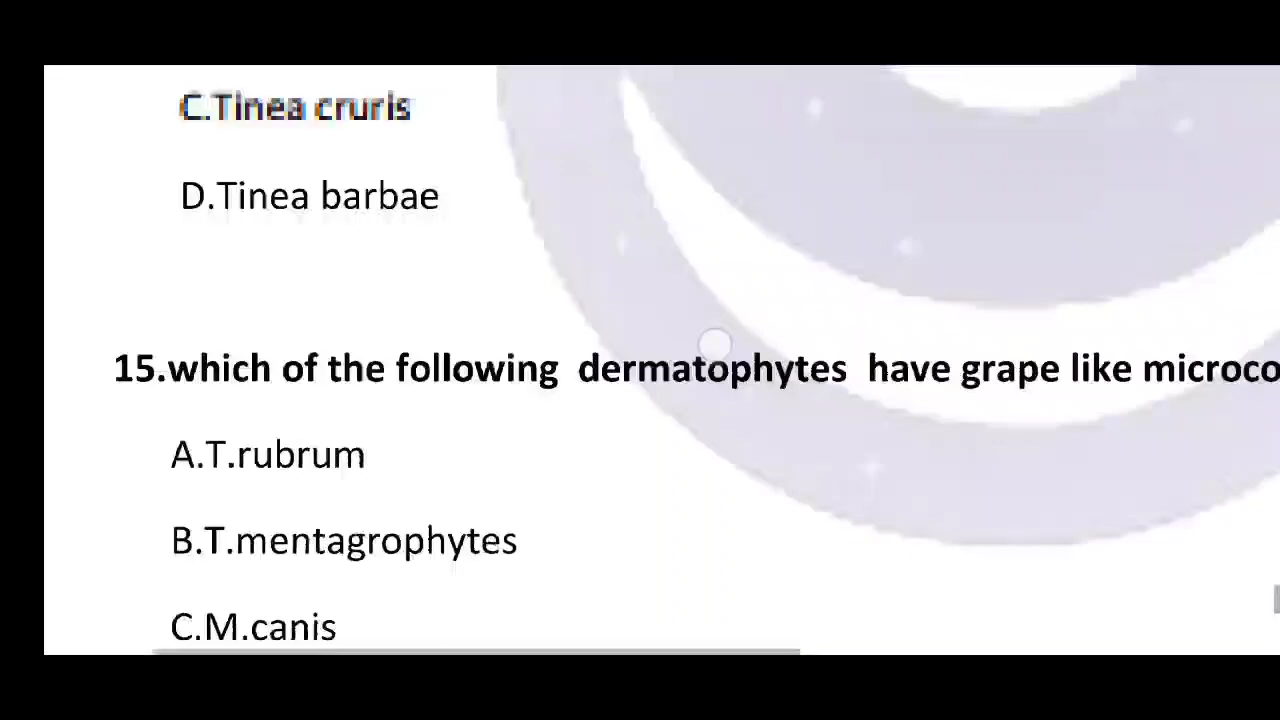 C.Tinea cruris
D.Tinea barbae
15.which of the following dermatophytes have grape like microco
A.T.rubrum
B.T.mentagrophytes
C.M.canis